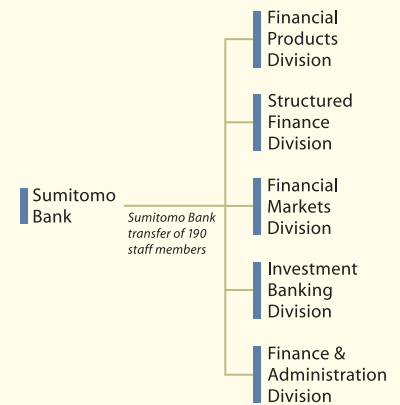 Financial
Products
Division
Structured
Finance
Division
Sumitomo
Bank
Sumitomo Bank
transfer of 190
staff members
Financial
Markets
Division
Investment
Banking
Division
Finance &
Administration
Division